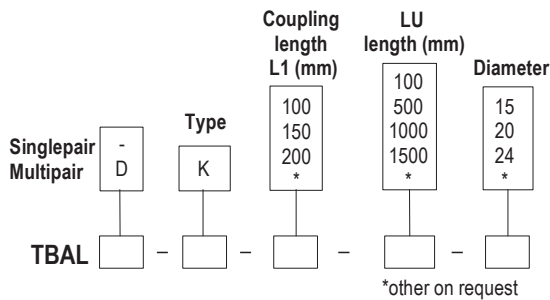 Coupling
length
L1 (mm)
LU
length (mm)
Diameter
Type
Singlepair
Multipair
-
D
K
100
150
200
*
100
500
1000
1500
*
15
20
24
*
TBAL – – – –
*other on request